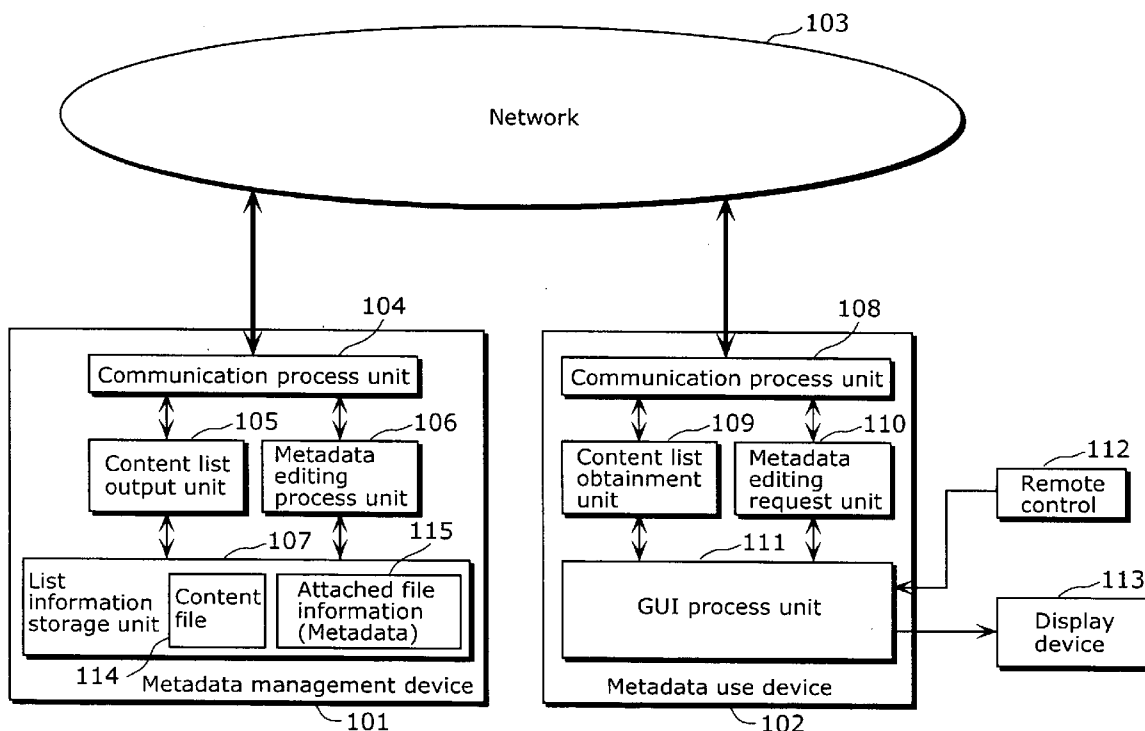 103
Network
104
Communication process unit
105
106
Content list
output unit
Metadata
editing
process unit
107
115
List
information
storage unit
Content
file
Attached file
information
(Metadata)
114
Metadata management device
101
108
Communication process unit
109
110
Content list
obtainment
unit
Metadata
editing
request unit
111
GUI process unit
Metadata use device
102
112
Remote
control
113
Display
device